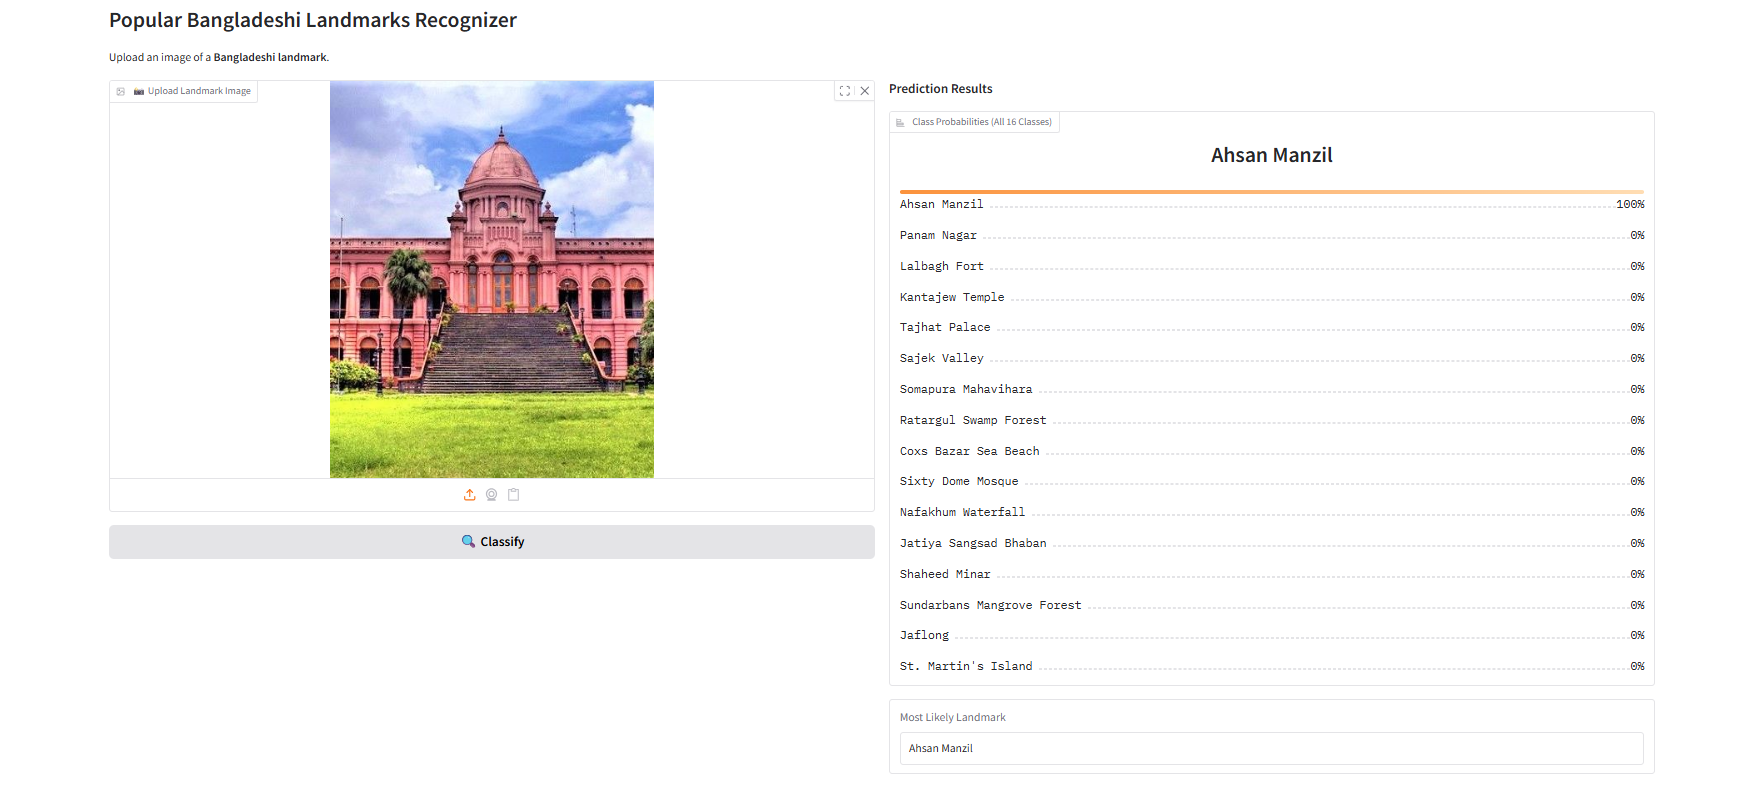 Popular Bangladeshi Landmarks Recognizer
Upload an image of a Bangladeshi landmark.
Upload Landmark Image
Classify
Prediction Results
Class Probabilities (All 16 Classes)
Ahsan Manzil
Ahsan Manzil 100%
Panam Nagar 0%
Lalbagh Fort 0%
Kantajew Temple 0%
Tajhat Palace 0%
Sajek Valley 0%
Somapura Mahavihara 0%
Ratargul Swamp Forest 0%
Coxs Bazar Sea Beach 0%
Sixty Dome Mosque 0%
Nafakhum Waterfall 0%
Jatiya Sangsad Bhaban 0%
Shaheed Minar 0%
Sundarbans Mangrove Forest 0%
Jaflong 0%
St. Martin's Island 0%
Most Likely Landmark
Ahsan Manzil